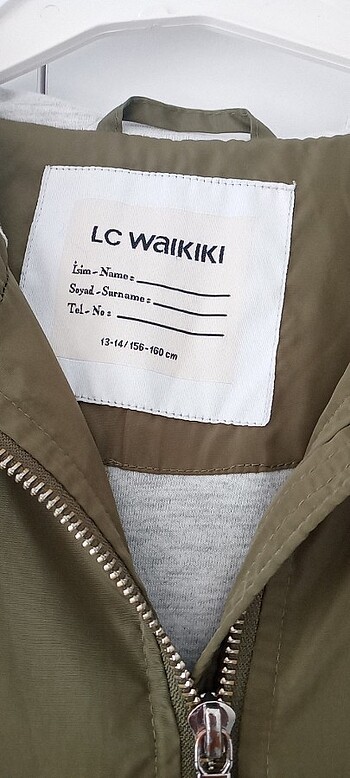 LC WAIKIKI
İsim - Name :
Soyad - Surname :
Tel - No :
13-14/156-160 cm